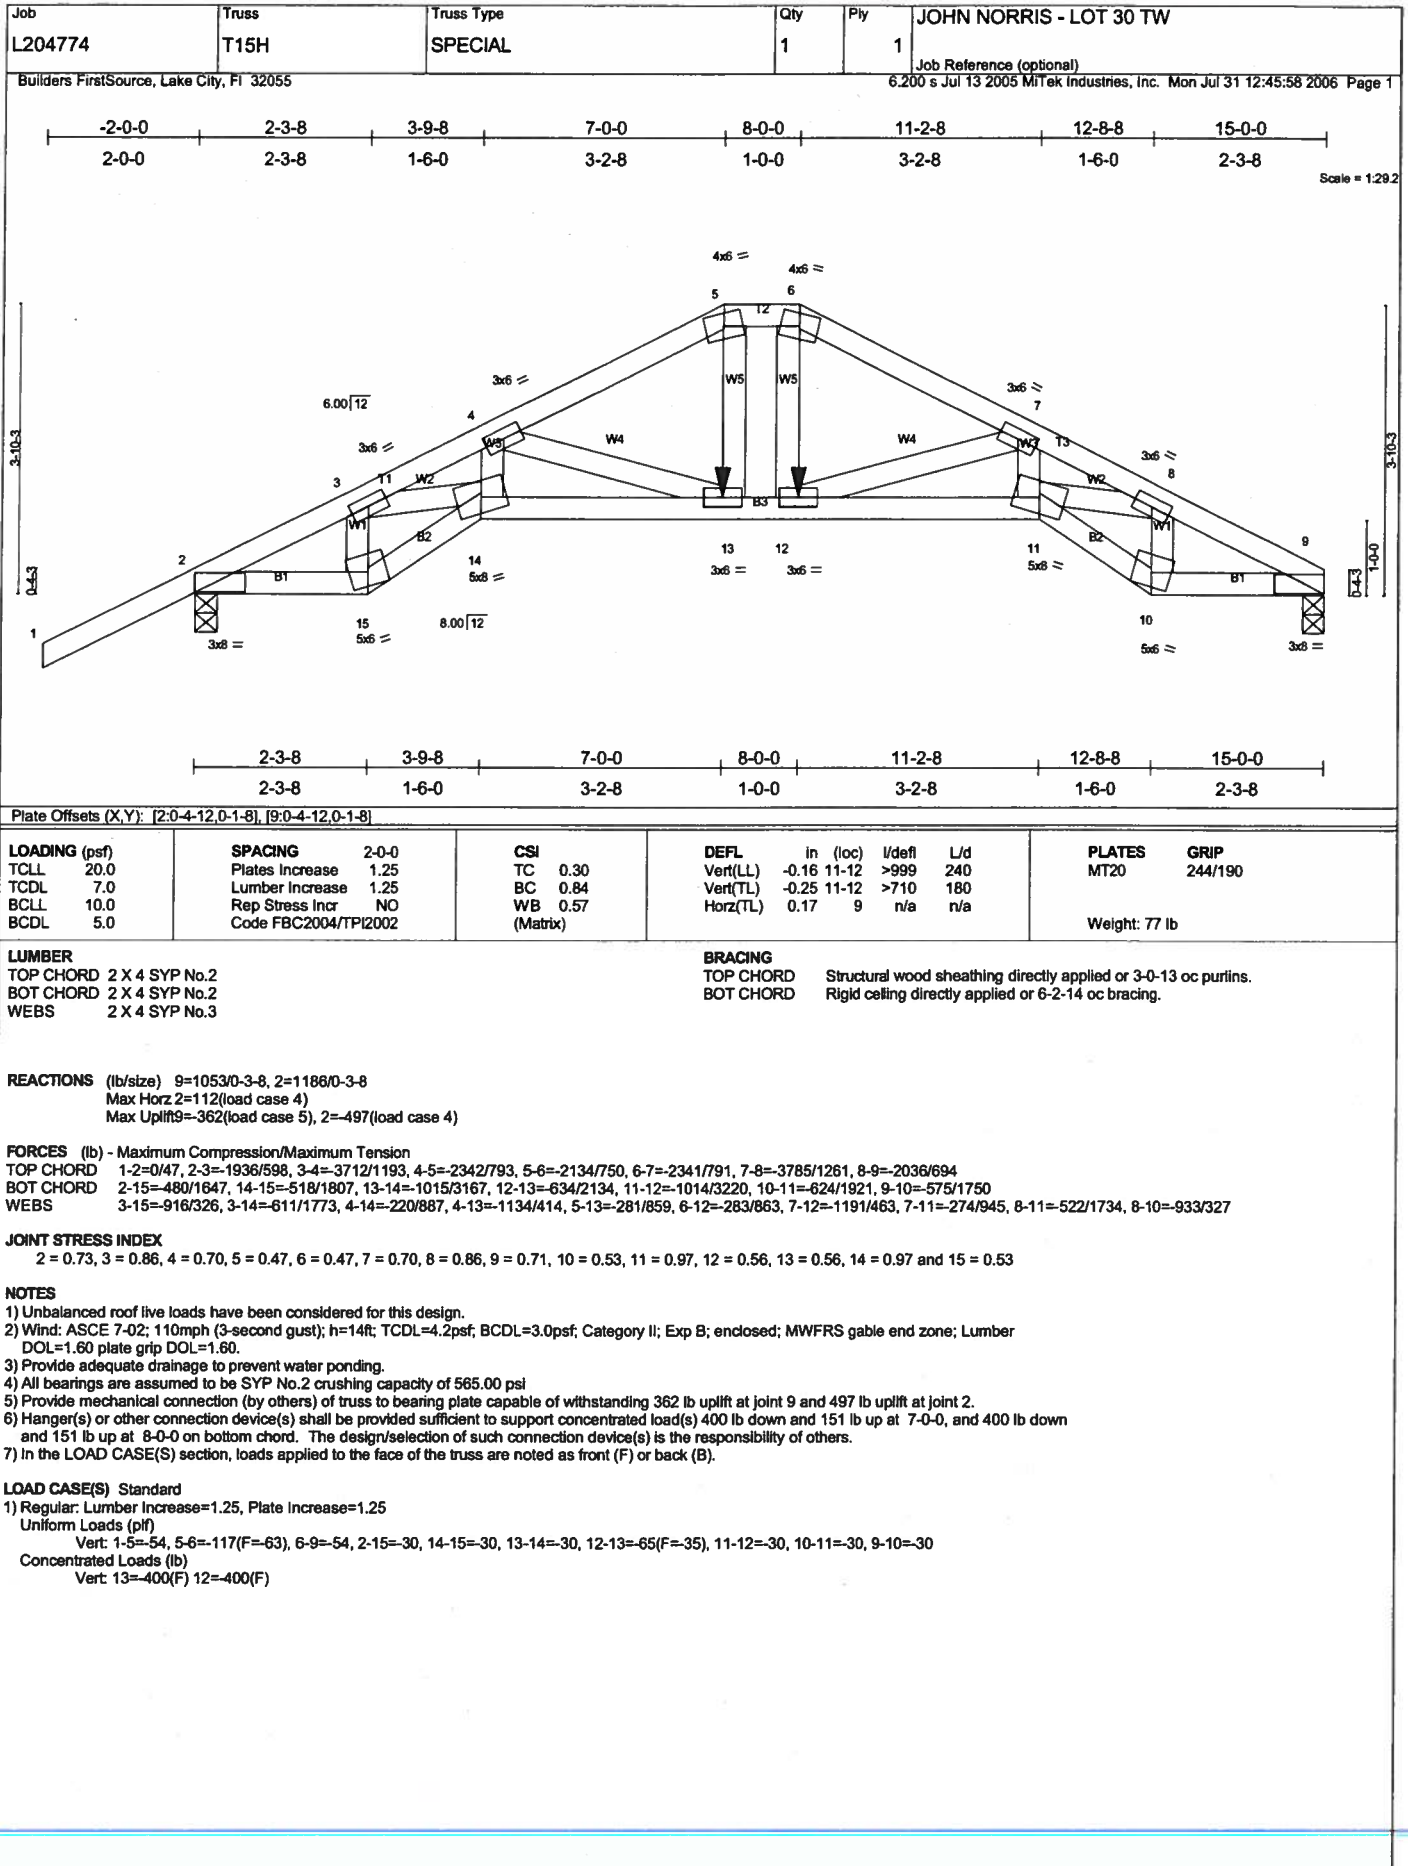 Job Truss Truss Type Qty Ply JOHN NORRIS - LOT 30 TW
L204774 T15H SPECIAL 1 1
Job Reference (optional)
Builders FirstSource, Lake City, Fl 32055 6.200 s Jul 13 2005 MiTek Industries, Inc. Mon Jul 31 12:45:58 2006 Page 1
-2-0-0 2-3-8 3-9-8 7-0-0 8-0-0 11-2-8 12-8-8 15-0-0
2-0-0 2-3-8 1-6-0 3-2-8 1-0-0 3-2-8 1-6-0 2-3-8
Scale = 1:29.2
4x6 = 4x6 =
5 6
T2
3x6 = W5 W5 3x6 =
6.00 12
4 7
3-10-3 3x6 = W3 W4 W4 W3 T3 3x6 = 3-10-3
3 T1 W2 W2 8
W1 B3 W1
2 B2 13 12 B2 9
0-4-3 B1 14 3x6 = 3x6 = 11 B1 0-4-3 1-0-0
5x8 = 5x8 =
1 15 8.00 12 10
3x8 = 5x6 = 5x6 = 3x8 =
2-3-8 3-9-8 7-0-0 8-0-0 11-2-8 12-8-8 15-0-0
2-3-8 1-6-0 3-2-8 1-0-0 3-2-8 1-6-0 2-3-8
Plate Offsets (X,Y): [2:0-4-12,0-1-8], [9:0-4-12,0-1-8]
LOADING (psf) SPACING 2-0-0 CSI DEFL in (loc) l/defl L/d PLATES GRIP
TCLL 20.0 Plates Increase 1.25 TC 0.30 Vert(LL) -0.16 11-12 >999 240 MT20 244/190
TCDL 7.0 Lumber Increase 1.25 BC 0.84 Vert(TL) -0.25 11-12 >710 180
BCLL 10.0 Rep Stress Incr NO WB 0.57 Horz(TL) 0.17 9 n/a n/a
BCDL 5.0 Code FBC2004/TPI2002 (Matrix) Weight: 77 lb
LUMBER BRACING
TOP CHORD 2 X 4 SYP No.2 TOP CHORD Structural wood sheathing directly applied or 3-0-13 oc purlins.
BOT CHORD 2 X 4 SYP No.2 BOT CHORD Rigid ceiling directly applied or 6-2-14 oc bracing.
WEBS 2 X 4 SYP No.3
REACTIONS (lb/size) 9=1053/0-3-8, 2=1186/0-3-8
Max Horz 2=112(load case 4)
Max Uplift9=-362(load case 5), 2=-497(load case 4)
FORCES (lb) - Maximum Compression/Maximum Tension
TOP CHORD 1-2=0/47, 2-3=-1936/598, 3-4=-3712/1193, 4-5=-2342/793, 5-6=-2134/750, 6-7=-2341/791, 7-8=-3785/1261, 8-9=-2036/694
BOT CHORD 2-15=-480/1647, 14-15=-518/1807, 13-14=-1015/3167, 12-13=-634/2134, 11-12=-1014/3220, 10-11=-624/1921, 9-10=-575/1750
WEBS 3-15=-916/326, 3-14=-611/1773, 4-14=-220/887, 4-13=-1134/414, 5-13=-281/859, 6-12=-283/863, 7-12=-1191/463, 7-11=-274/945, 8-11=-522/1734, 8-10=-933/327
JOINT STRESS INDEX
2 = 0.73, 3 = 0.86, 4 = 0.70, 5 = 0.47, 6 = 0.47, 7 = 0.70, 8 = 0.86, 9 = 0.71, 10 = 0.53, 11 = 0.97, 12 = 0.56, 13 = 0.56, 14 = 0.97 and 15 = 0.53
NOTES
1) Unbalanced roof live loads have been considered for this design.
2) Wind: ASCE 7-02; 110mph (3-second gust); h=14ft; TCDL=4.2psf; BCDL=3.0psf; Category II; Exp B; enclosed; MWFRS gable end zone; Lumber
DOL=1.60 plate grip DOL=1.60.
3) Provide adequate drainage to prevent water ponding.
4) All bearings are assumed to be SYP No.2 crushing capacity of 565.00 psi
5) Provide mechanical connection (by others) of truss to bearing plate capable of withstanding 362 lb uplift at joint 9 and 497 lb uplift at joint 2.
6) Hanger(s) or other connection device(s) shall be provided sufficient to support concentrated load(s) 400 lb down and 151 lb up at 7-0-0, and 400 lb down
and 151 lb up at 8-0-0 on bottom chord. The design/selection of such connection device(s) is the responsibility of others.
7) In the LOAD CASE(S) section, loads applied to the face of the truss are noted as front (F) or back (B).
LOAD CASE(S) Standard
1) Regular: Lumber Increase=1.25, Plate Increase=1.25
Uniform Loads (plf)
Vert: 1-5=-54, 5-6=-117(F=-63), 6-9=-54, 2-15=-30, 14-15=-30, 13-14=-30, 12-13=-65(F=-35), 11-12=-30, 10-11=-30, 9-10=-30
Concentrated Loads (lb)
Vert: 13=-400(F) 12=-400(F)